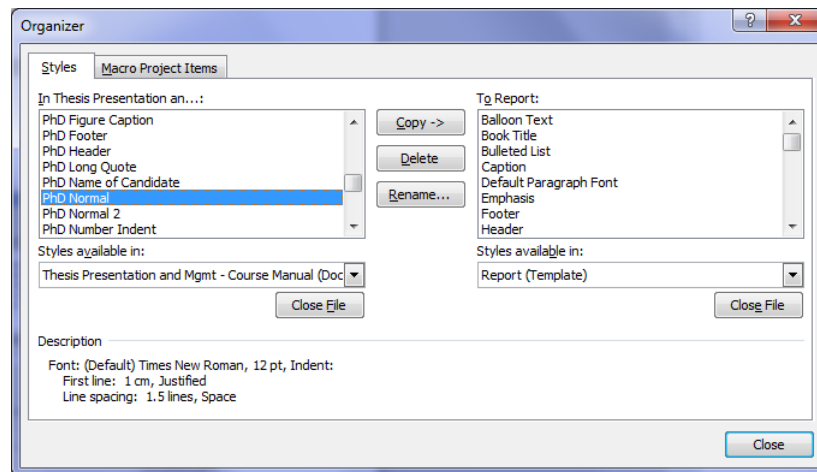 Organizer
Styles
Macro Project Items
In Thesis Presentation an...:
PhD Figure Caption
PhD Footer
PhD Header
PhD Long Quote
PhD Name of Candidate
PhD Normal
PhD Normal 2
PhD Number Indent
Styles available in:
Thesis Presentation and Mgmt - Course Manual (Doc
Close File
Copy ->
Delete
Rename...
To Report:
Balloon Text
Book Title
Bulleted List
Caption
Default Paragraph Font
Emphasis
Footer
Header
Styles available in:
Report (Template)
Close File
Description
Font: (Default) Times New Roman, 12 pt, Indent:
First line: 1 cm, Justified
Line spacing: 1.5 lines, Space
Close